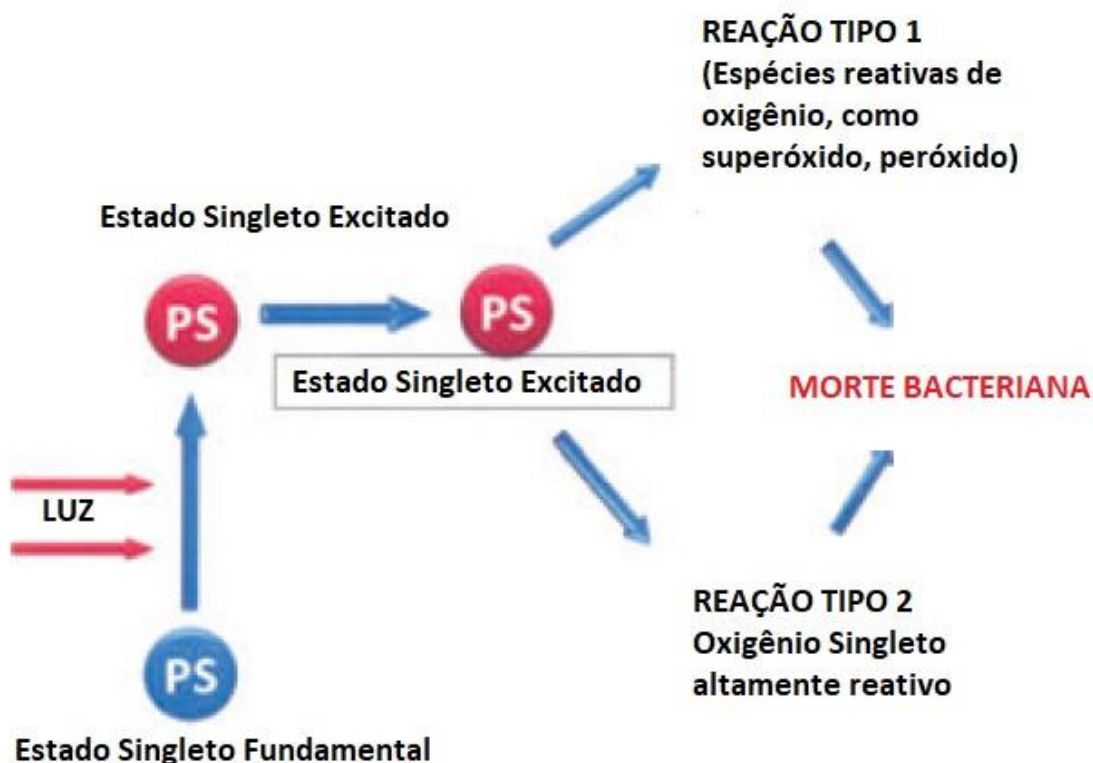 REAÇÃO TIPO 1
(Espécies reativas de
oxigênio, como
superóxido, peróxido)
Estado Singleto Excitado
PS
PS
Estado Singleto Excitado
MORTE BACTERIANA
LUZ
REAÇÃO TIPO 2
Oxigênio Singleto
altamente reativo
PS
Estado Singleto Fundamental